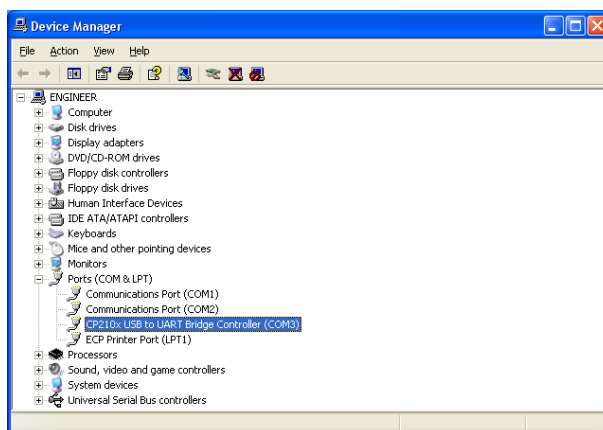 Device Manager
File Action View Help
ENGINEER
Computer
Disk drives
Display adapters
DVD/CD-ROM drives
Floppy disk controllers
Floppy disk drives
Human Interface Devices
IDE ATA/ATAPI controllers
Keyboards
Mice and other pointing devices
Monitors
Ports (COM & LPT)
Communications Port (COM1)
Communications Port (COM2)
CP210x USB to UART Bridge Controller (COM3)
ECP Printer Port (LPT1)
Processors
Sound, video and game controllers
System devices
Universal Serial Bus controllers